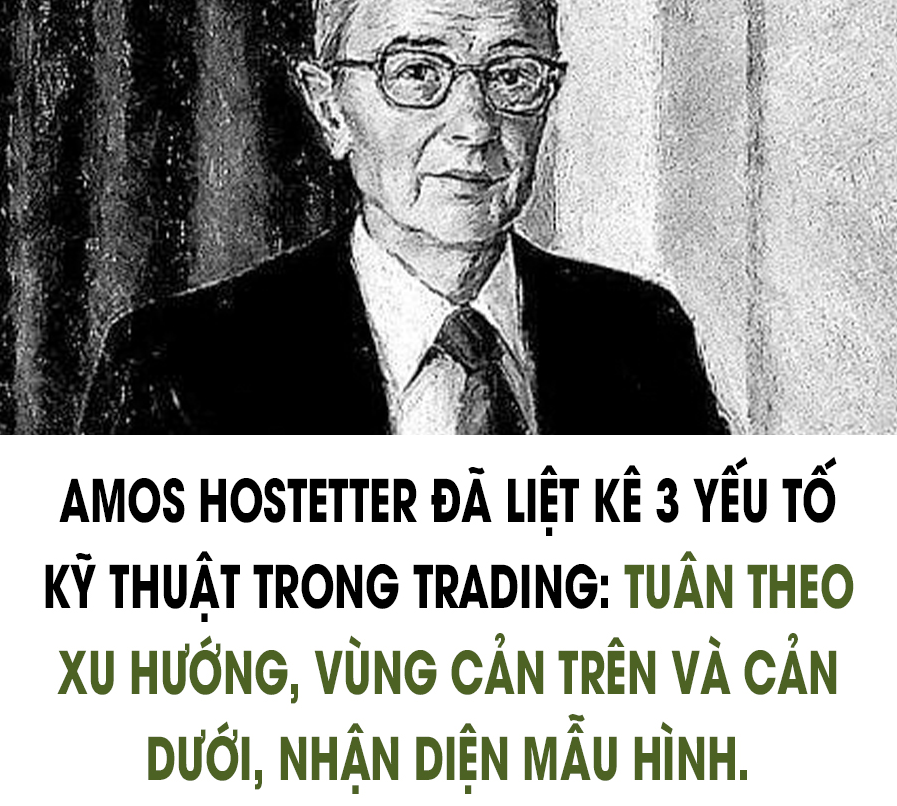 AMOS HOSTETTER ĐÃ LIỆT KÊ 3 YẾU TỐ
KỸ THUẬT TRONG TRADING: TUÂN THEO
XU HƯỚNG, VÙNG CẢN TRÊN VÀ CẢN
DƯỚI, NHẬN DIỆN MẪU HÌNH.